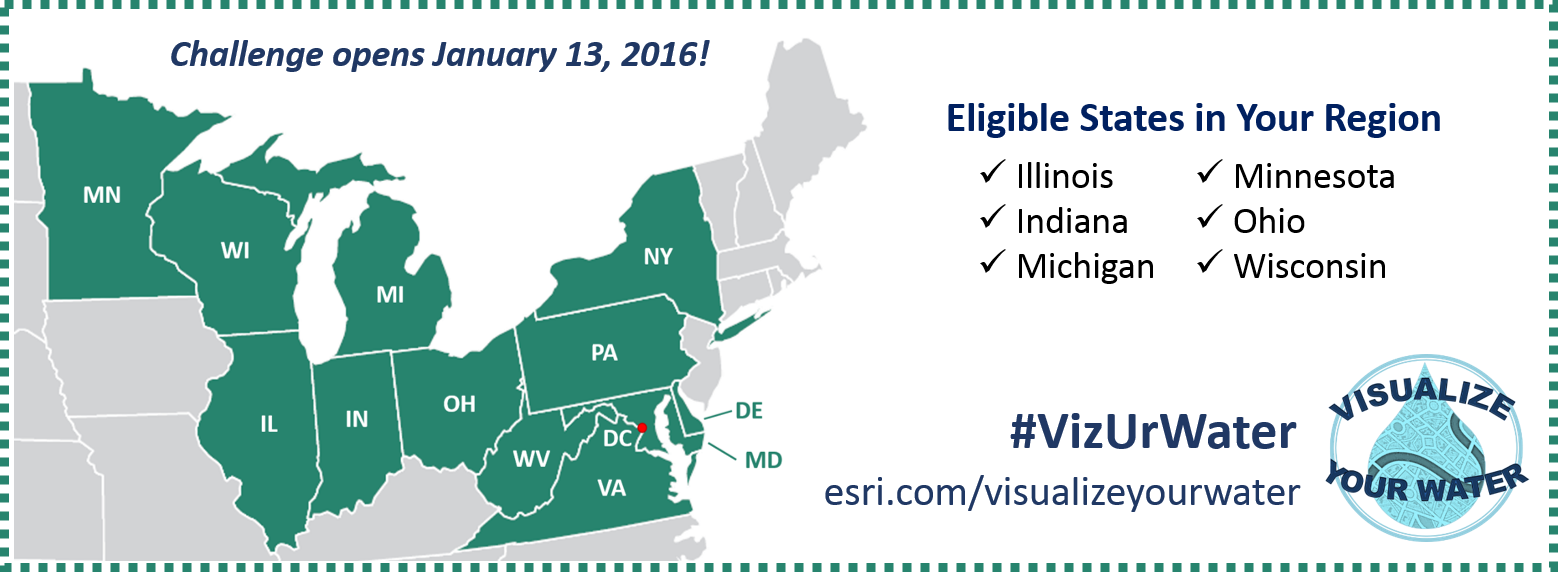 Challenge opens January 13, 2016!
Eligible States in Your Region
✓ Illinois
✓ Indiana
✓ Michigan
✓ Minnesota
✓ Ohio
✓ Wisconsin
MN
WI
MI
NY
PA
IL
IN
OH
DE
DC
MD
WV
VA
#VizUrWater
esri.com/visualizeyourwater
VISUALIZE
YOUR WATER